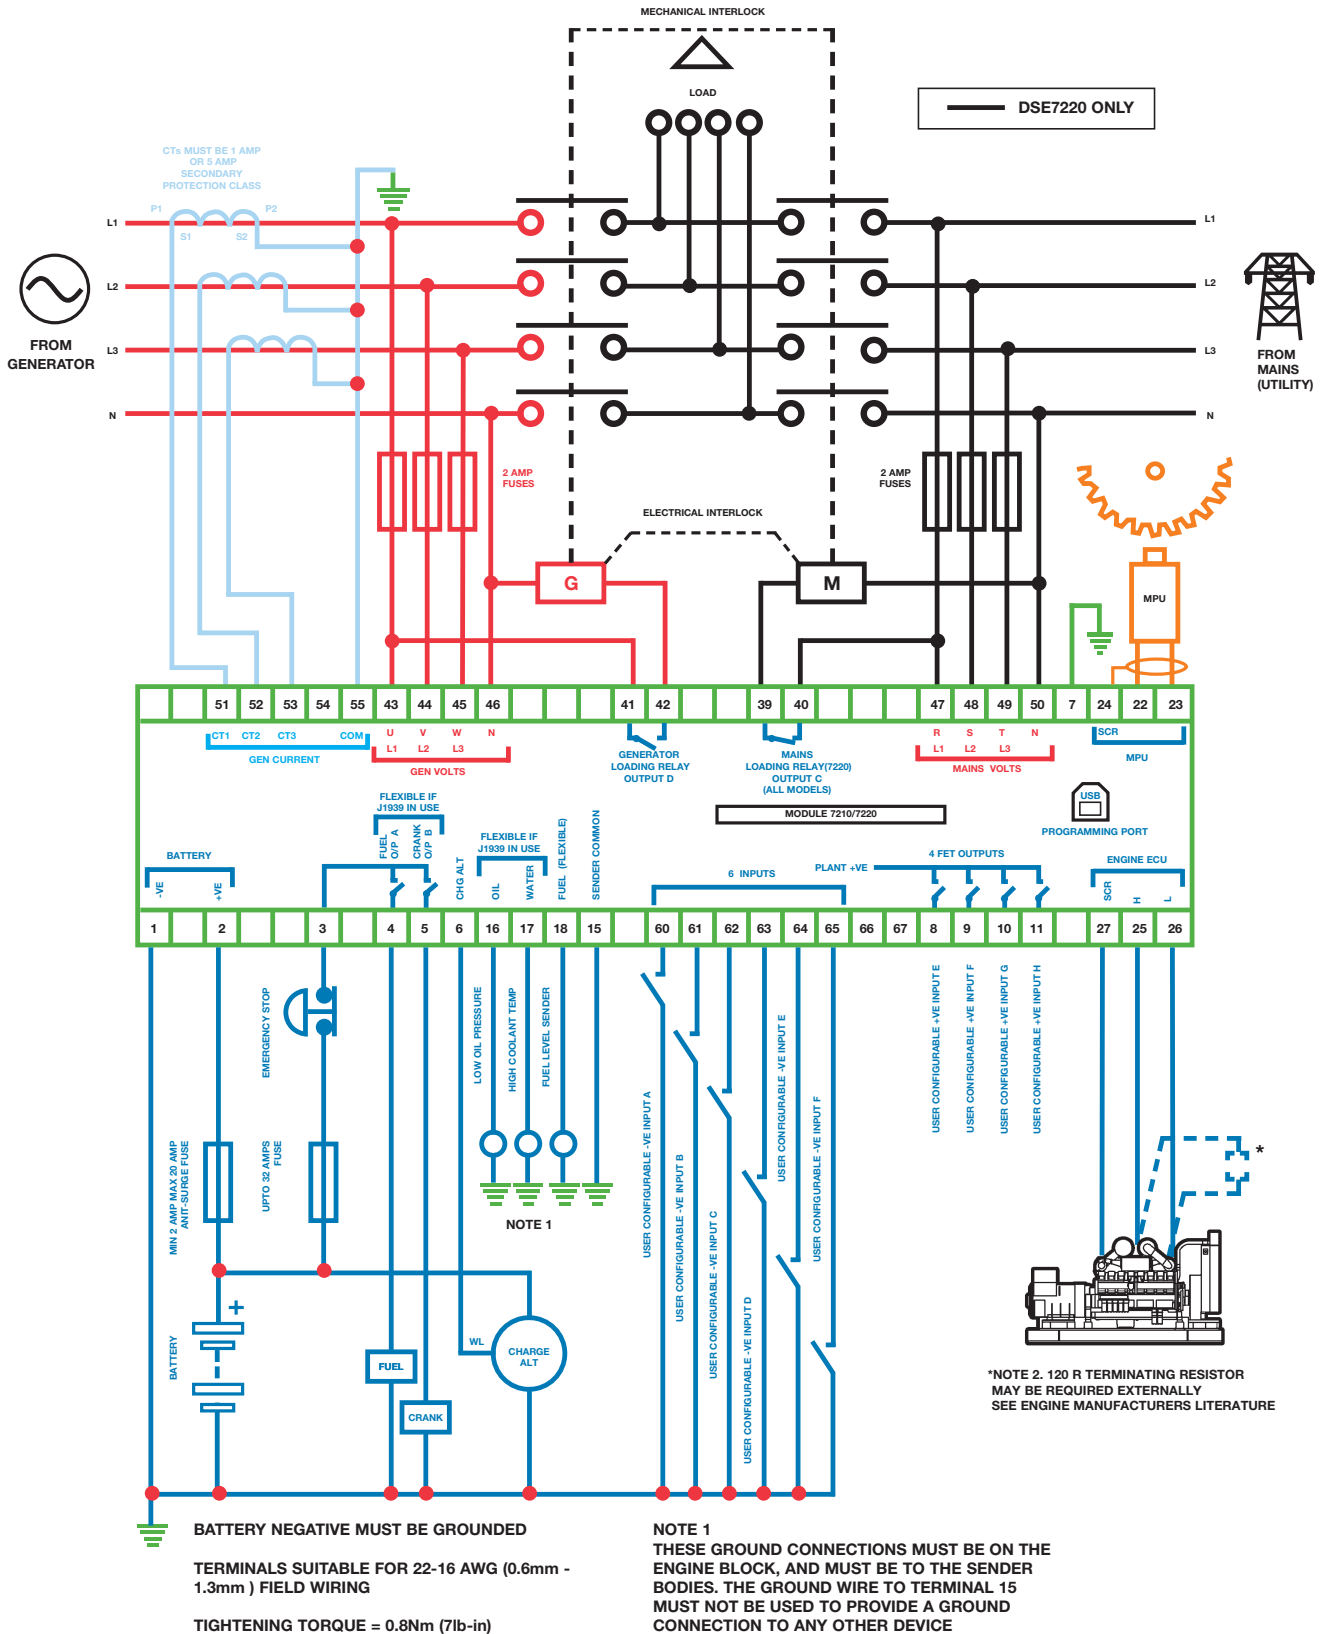 MECHANICAL INTERLOCK
LOAD
DSE7220 ONLY
CTs MUST BE 1 AMP
OR 5 AMP
SECONDARY
PROTECTION CLASS
P1
P2
S1
S2
L1
L1
L2
L2
L3
L3
N
N
FROM
GENERATOR
FROM
MAINS
(UTILITY)
2 AMP
FUSES
2 AMP
FUSES
ELECTRICAL INTERLOCK
G
M
MPU
51 52 53 54 55 43 44 45 46 41 42 39 40 47 48 49 50 7 24 22 23
CT1 CT2 CT3 COM
GEN CURRENT
U V W N
L1 L2 L3
GEN VOLTS
GENERATOR
LOADING RELAY
OUTPUT D
MAINS
LOADING RELAY(7220)
OUTPUT C
(ALL MODELS)
R S T N
L1 L2 L3
MAINS VOLTS
SCR
MPU
MODULE 7210/7220
USB
PROGRAMMING PORT
BATTERY
-VE
+VE
FLEXIBLE IF
J1939 IN USE
FUEL
O/P A
CRANK
O/P B
CHG ALT
FLEXIBLE IF
J1939 IN USE
OIL
WATER
FUEL (FLEXIBLE)
SENDER COMMON
6 INPUTS
PLANT +VE
4 FET OUTPUTS
ENGINE ECU
SCR
H
L
1 2 3 4 5 6 16 17 18 15 60 61 62 63 64 65 66 67 8 9 10 11 27 25 26
EMERGENCY STOP
LOW OIL PRESSURE
HIGH COOLANT TEMP
FUEL LEVEL SENDER
USER CONFIGURABLE -VE INPUT A
USER CONFIGURABLE -VE INPUT B
USER CONFIGURABLE -VE INPUT C
USER CONFIGURABLE -VE INPUT D
USER CONFIGURABLE -VE INPUT E
USER CONFIGURABLE -VE INPUT F
USER CONFIGURABLE +VE INPUT E
USER CONFIGURABLE +VE INPUT F
USER CONFIGURABLE +VE INPUT G
USER CONFIGURABLE +VE INPUT H
MIN 2 AMP MAX 20 AMP
ANIT-SURGE FUSE
UPTO 32 AMPS
FUSE
NOTE 1
*
+
BATTERY
WL
CHARGE
ALT
FUEL
CRANK
*NOTE 2. 120 R TERMINATING RESISTOR
MAY BE REQUIRED EXTERNALLY
SEE ENGINE MANUFACTURERS LITERATURE
BATTERY NEGATIVE MUST BE GROUNDED
TERMINALS SUITABLE FOR 22-16 AWG (0.6mm -
1.3mm ) FIELD WIRING
TIGHTENING TORQUE = 0.8Nm (7lb-in)
NOTE 1
THESE GROUND CONNECTIONS MUST BE ON THE
ENGINE BLOCK, AND MUST BE TO THE SENDER
BODIES. THE GROUND WIRE TO TERMINAL 15
MUST NOT BE USED TO PROVIDE A GROUND
CONNECTION TO ANY OTHER DEVICE